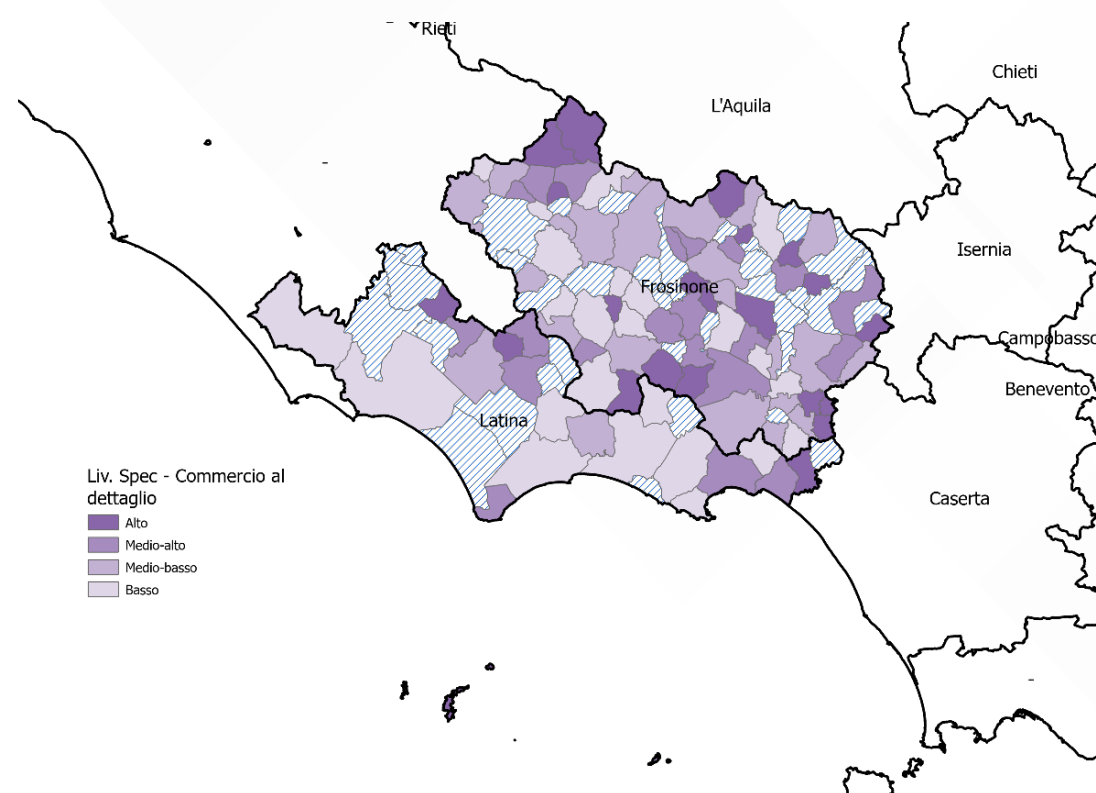 Rieti
Chieti
L'Aquila
Isernia
Frosinone
Campobasso
Benevento
Latina
Liv. Spec - Commercio al
dettaglio
Caserta
Alto
Medio-alto
Medio-basso
Basso